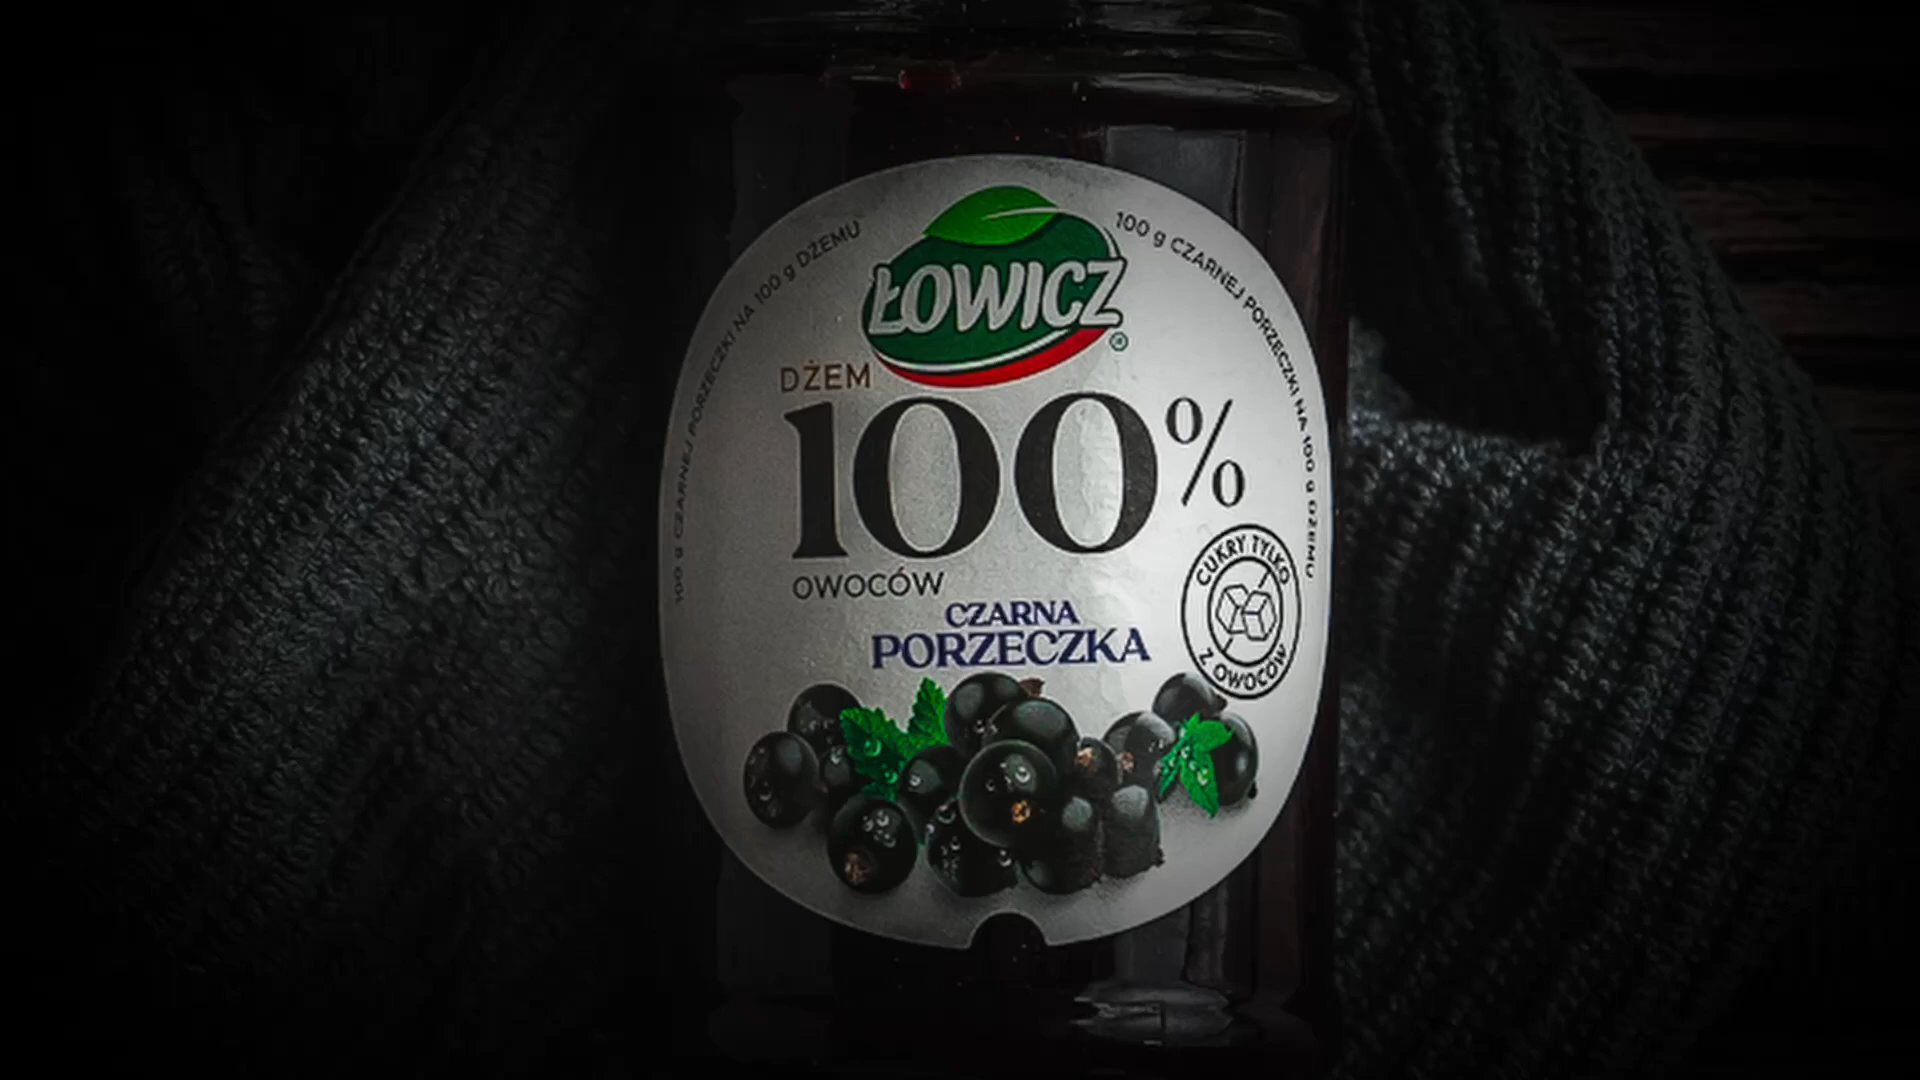 100 g CZARNEJ PORZECZKI NA 100 g DŻEMU
ŁOWICZ
®
100 g CZARNEJ PORZECZKI NA 100 g DŻEMU
DŻEM
100%
OWOCÓW
CZARNA
PORZECZKA
CUKRY TYLKO
Z OWOCÓW